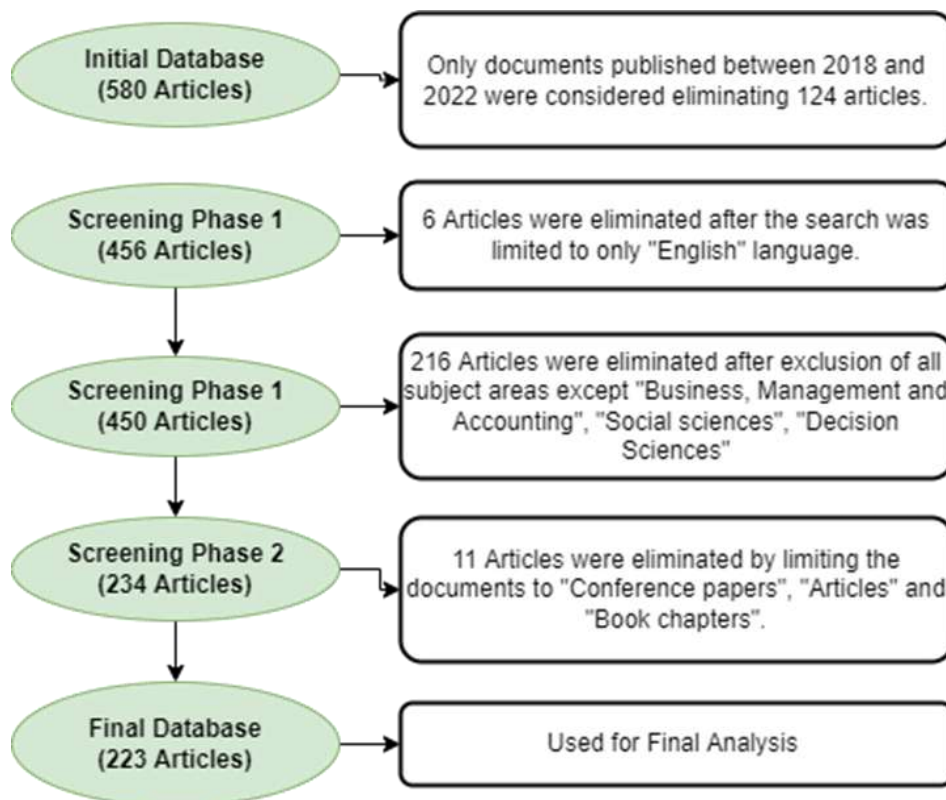 Initial Database
(580 Articles)
Only documents published between 2018 and
2022 were considered eliminating 124 articles.
Screening Phase 1
(456 Articles)
6 Articles were eliminated after the search was
limited to only "English" language.
Screening Phase 1
(450 Articles)
216 Articles were eliminated after exclusion of all
subject areas except "Business, Management and
Accounting", "Social sciences", "Decision
Sciences"
Screening Phase 2
(234 Articles)
11 Articles were eliminated by limiting the
documents to "Conference papers", "Articles" and
"Book chapters".
Final Database
(223 Articles)
Used for Final Analysis